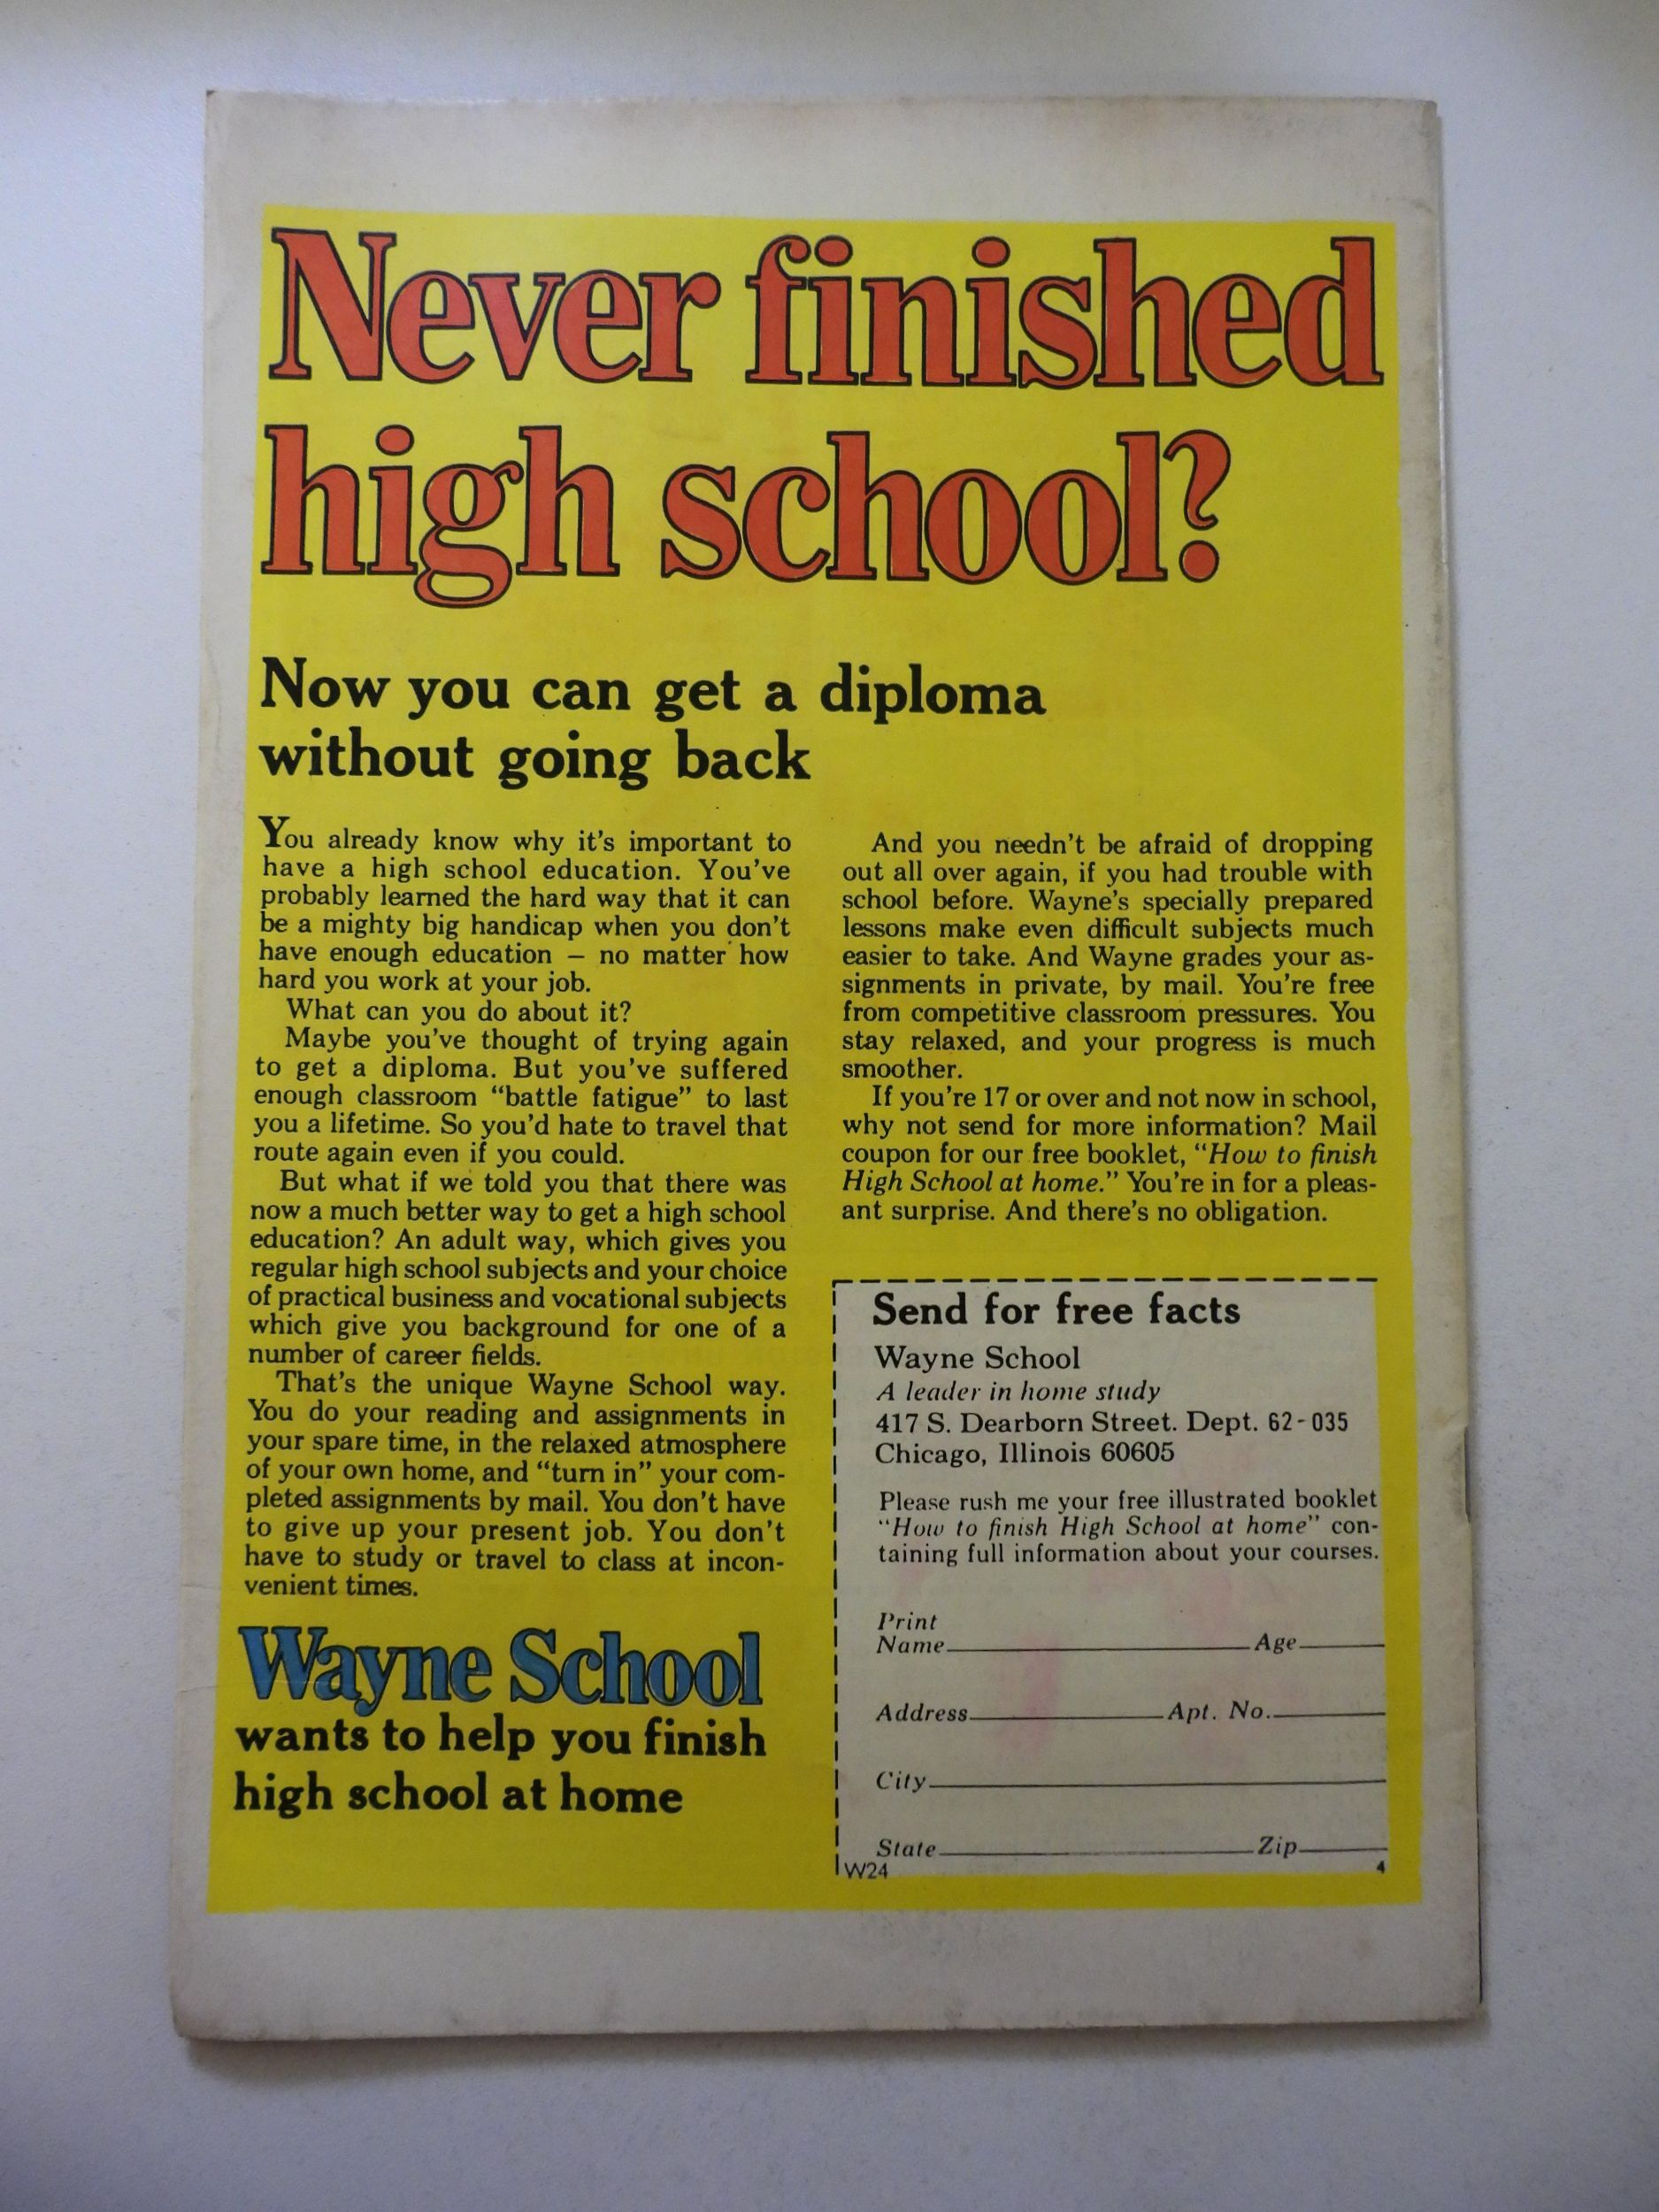 Never finished
high school?
Now you can get a diploma
without going back
You already know why it's important to
have a high school education. You've
probably learned the hard way that it can
be a mighty big handicap when you don't
have enough education – no matter how
hard you work at your job.
What can you do about it?
Maybe you've thought of trying again
to get a diploma. But you've suffered
enough classroom "battle fatigue" to last
you a lifetime. So you'd hate to travel that
route again even if you could.
But what if we told you that there was
now a much better way to get a high school
education? An adult way, which gives you
regular high school subjects and your choice
of practical business and vocational subjects
which give you background for one of a
number of career fields.
That's the unique Wayne School way.
You do your reading and assignments in
your spare time, in the relaxed atmosphere
of your own home, and "turn in" your com-
pleted assignments by mail. You don't have
to give up your present job. You don't
have to study or travel to class at incon-
venient times.
Wayne School
wants to help you finish
high school at home
And you needn't be afraid of dropping
out all over again, if you had trouble with
school before. Wayne's specially prepared
lessons make even difficult subjects much
easier to take. And Wayne grades your as-
signments in private, by mail. You're free
from competitive classroom pressures. You
stay relaxed, and your progress is much
smoother.
If you're 17 or over and not now in school,
why not send for more information? Mail
coupon for our free booklet, "How to finish
High School at home." You're in for a pleas-
ant surprise. And there's no obligation.
Send for free facts
Wayne School
A leader in home study
417 S. Dearborn Street. Dept. 62-035
Chicago, Illinois 60605
Please rush me your free illustrated booklet
"How to finish High School at home" con-
taining full information about your courses.
Print
Name Age
Address Apt. No.
City
State Zip
W24 4